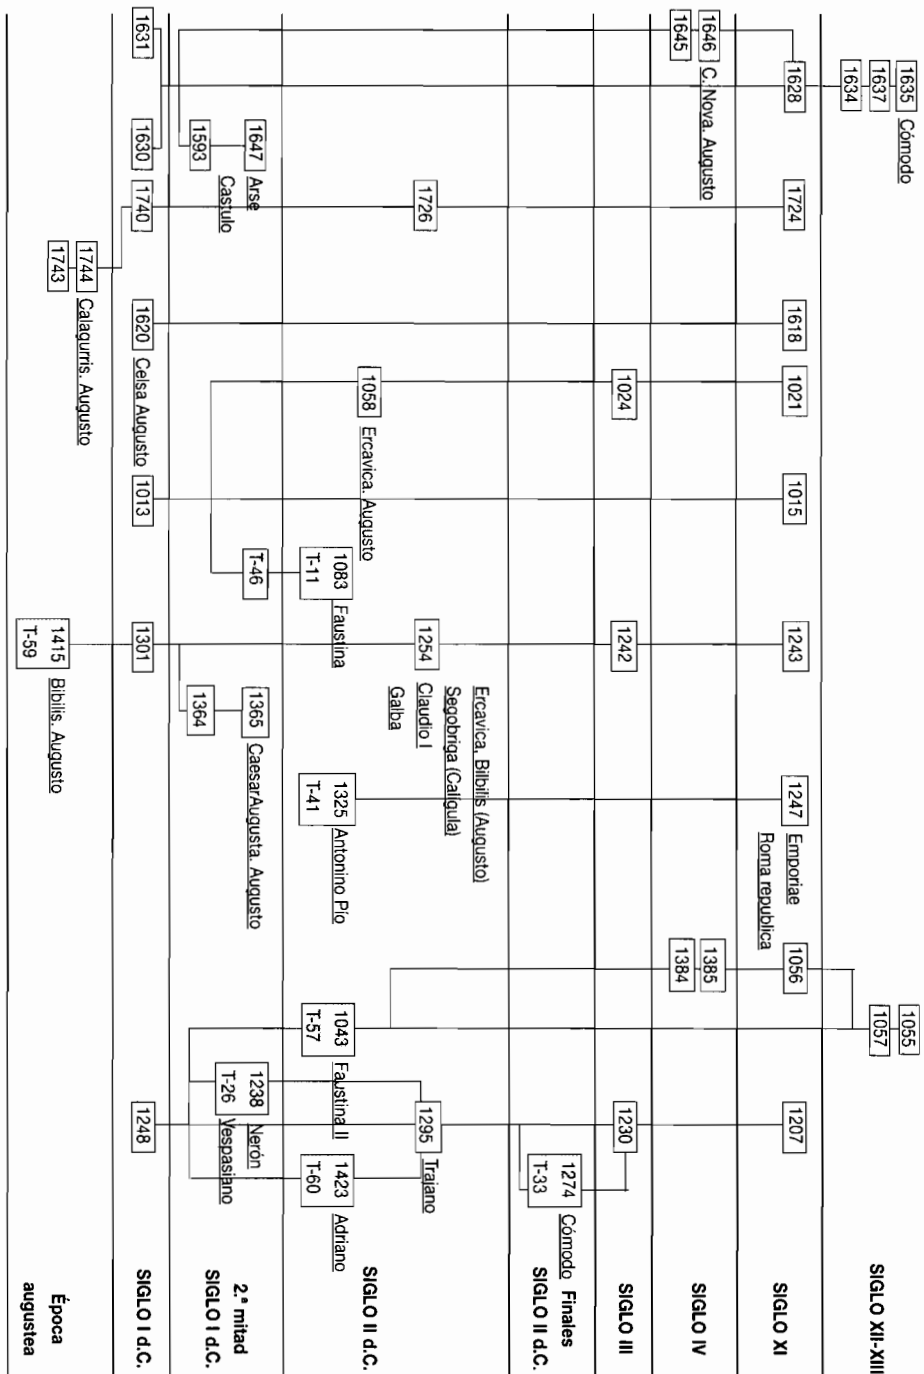 1635 Cómodo
1637
1634
1055
1057
SIGLO XII-XIII
1628
1724
1618
1021
1015
1243
1247 Emporiae
Roma republica
1056
1207
SIGLO XI
1646 C. Nova. Augusto
1645
1385
1384
SIGLO IV
1024
1242
1230
SIGLO III
1274 Cómodo
T-33
Finales
SIGLO II d.C.
1726
1058 Ercavica. Augusto
1083 Faustina
T-11
Ercavica, Bilbilis (Augusto)
Segobriga (Calígula)
1254 Claudio I
Galba
1325 Antonino Pío
T-41
1043 Faustina II
T-57
1295 Trajano
1423 Adriano
T-60
SIGLO II d.C.
1647 Arse
1593 Castulo
T-46
1365 CaesarAugusta. Augusto
1364
1238 Nerón
T-26 Vespasiano
2.ª mitad
SIGLO I d.C.
1631
1630
1740
1620 Celsa Augusto
1013
1301
1248
SIGLO I d.C.
1744 Calagurris. Augusto
1743
1415 Bibilis. Augusto
T-59
Época
augustea